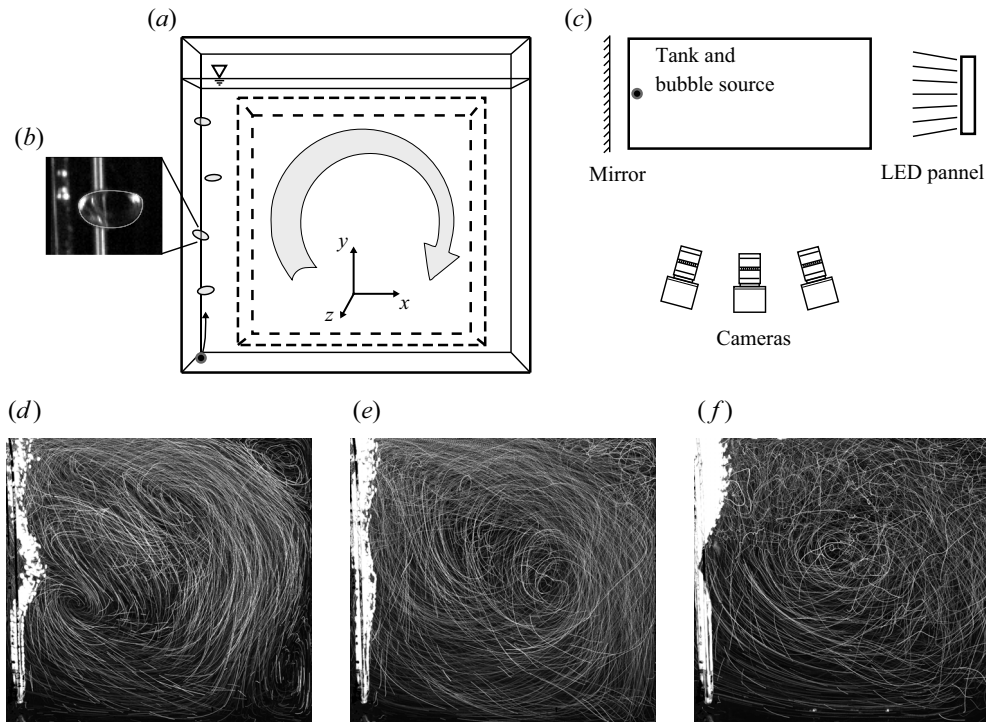 (a)
(b)
y
x
z
(c)
Tank and
bubble source
Mirror
LED pannel
Cameras
(d)
(e)
(f)